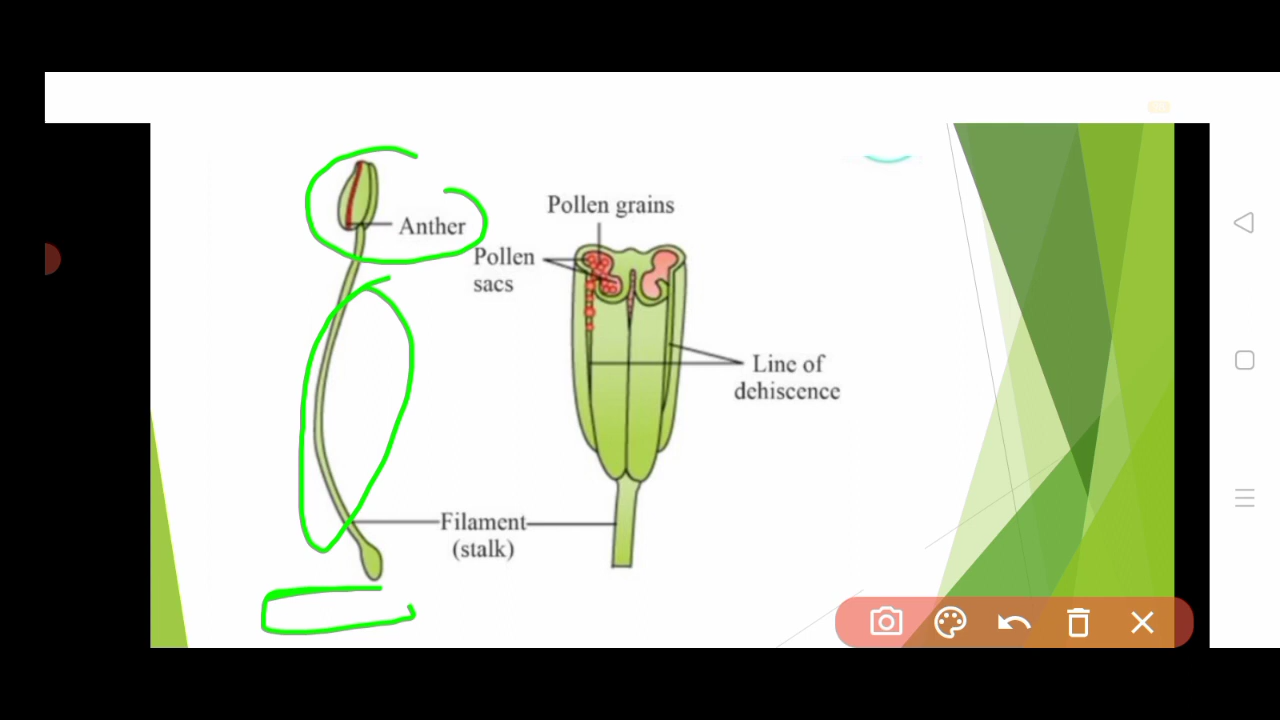 Pollen grains
Anther
Pollen
sacs
Line of
dehiscence
Filament
(stalk)